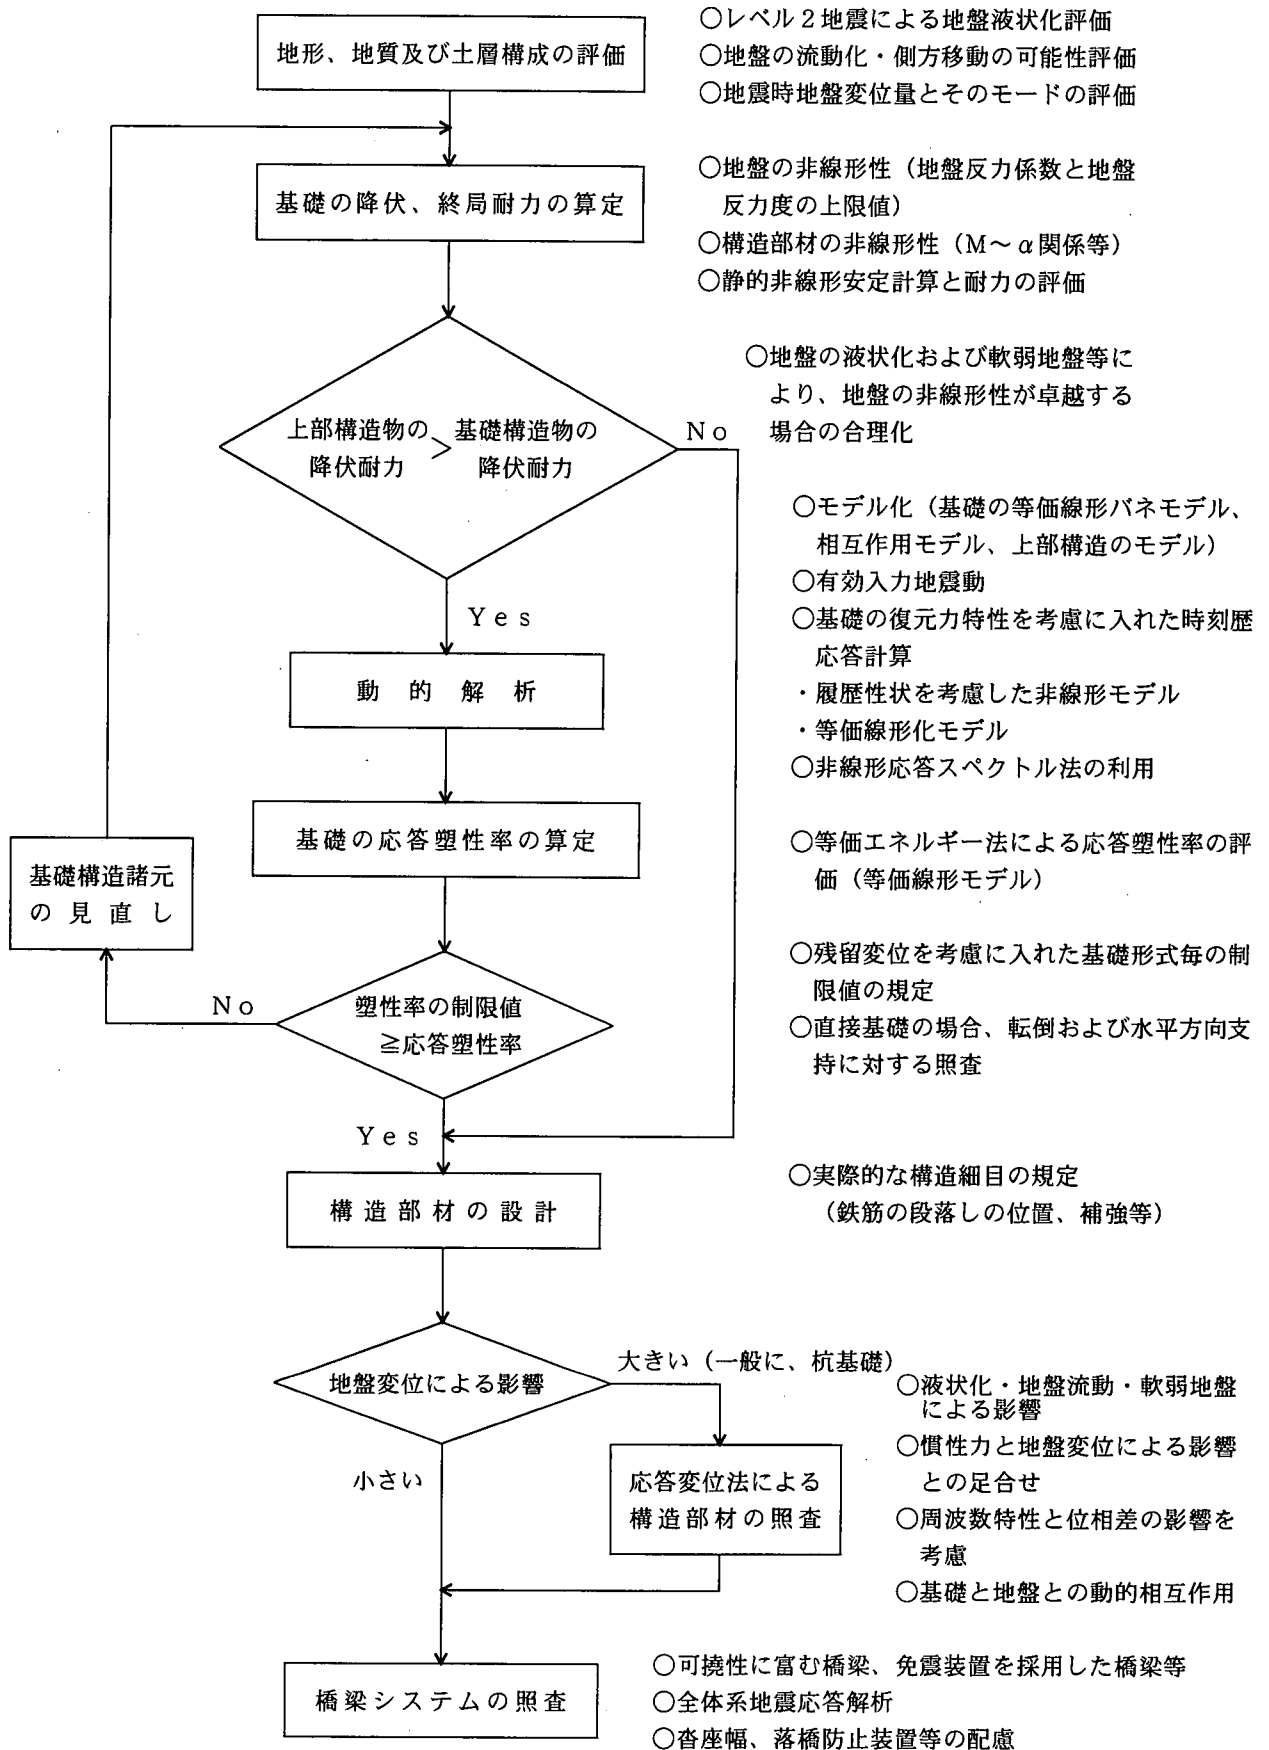 地形、地質及び土層構成の評価
○レベル２地震による地盤液状化評価
○地盤の流動化・側方移動の可能性評価
○地震時地盤変位量とそのモードの評価
基礎の降伏、終局耐力の算定
○地盤の非線形性（地盤反力係数と地盤
反力度の上限値）
○構造部材の非線形性（M～α関係等）
○静的非線形安定計算と耐力の評価
上部構造物の > 基礎構造物の
降伏耐力 降伏耐力
No
○地盤の液状化および軟弱地盤等に
より、地盤の非線形性が卓越する
場合の合理化
Yes
動的解析
○モデル化（基礎の等価線形バネモデル、
相互作用モデル、上部構造のモデル）
○有効入力地震動
○基礎の復元力特性を考慮に入れた時刻歴
応答計算
・履歴性状を考慮した非線形モデル
・等価線形化モデル
○非線形応答スペクトル法の利用
基礎の応答塑性率の算定
○等価エネルギー法による応答塑性率の評
価（等価線形モデル）
基礎構造諸元
の見直し
No
塑性率の制限値
≧応答塑性率
○残留変位を考慮に入れた基礎形式毎の制
限値の規定
○直接基礎の場合、転倒および水平方向支
持に対する照査
Yes
構造部材の設計
○実際的な構造細目の規定
（鉄筋の段落しの位置、補強等）
地盤変位による影響
大きい（一般に、杭基礎）
小さい
応答変位法による
構造部材の照査
○液状化・地盤流動・軟弱地盤
による影響
○慣性力と地盤変位による影響
との足合せ
○周波数特性と位相差の影響を
考慮
○基礎と地盤との動的相互作用
橋梁システムの照査
○可撓性に富む橋梁、免震装置を採用した橋梁等
○全体系地震応答解析
○沓座幅、落橋防止装置等の配慮